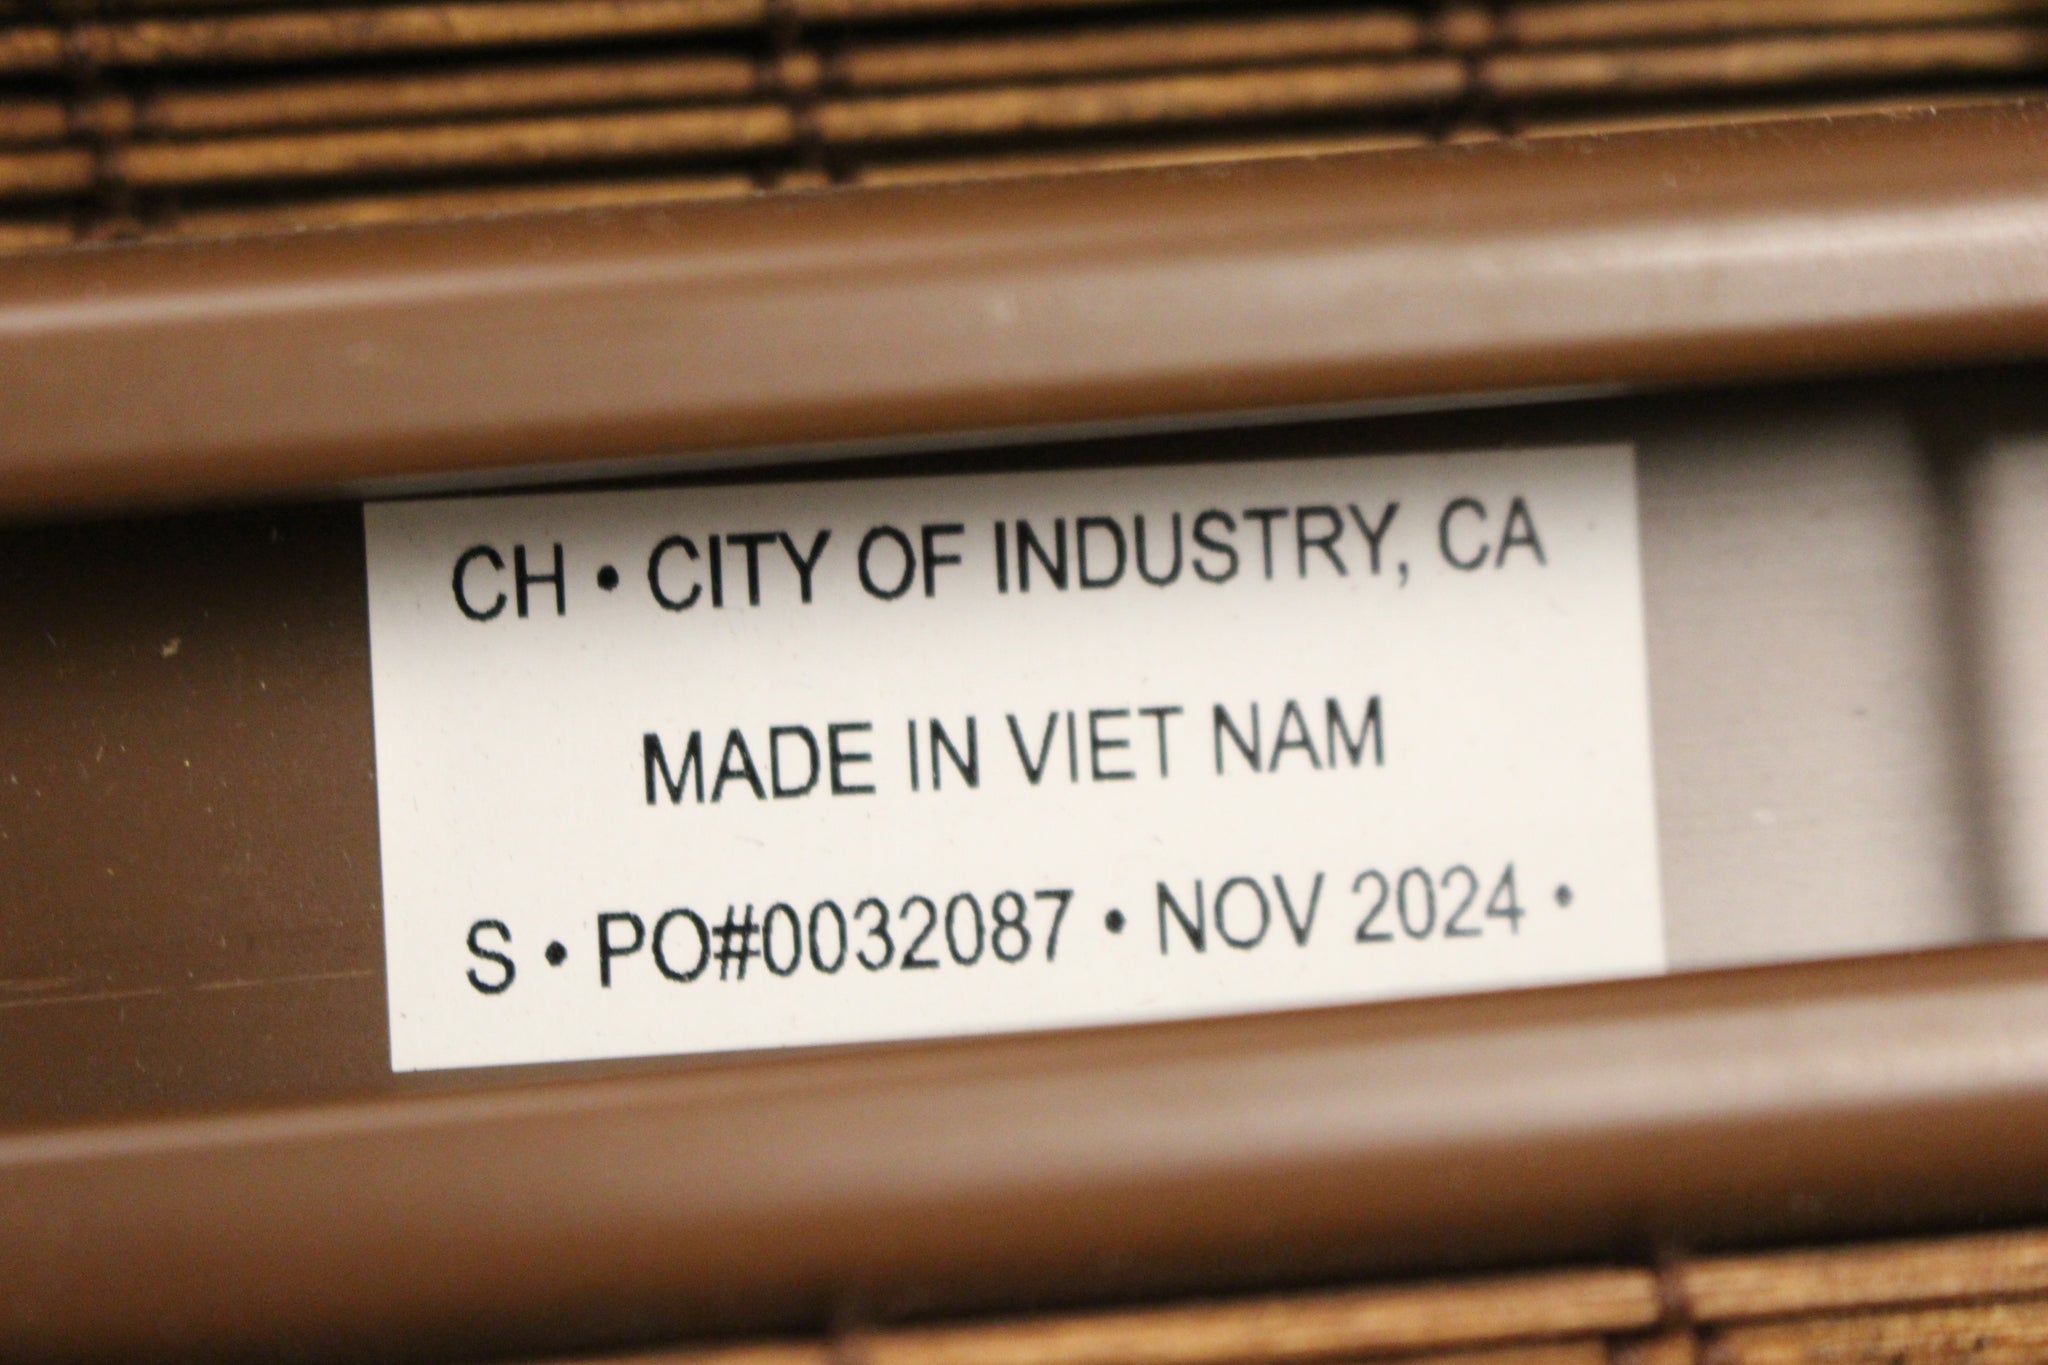 CH • CITY OF INDUSTRY, CA
MADE IN VIET NAM
S • PO#0032087 • NOV 2024 •